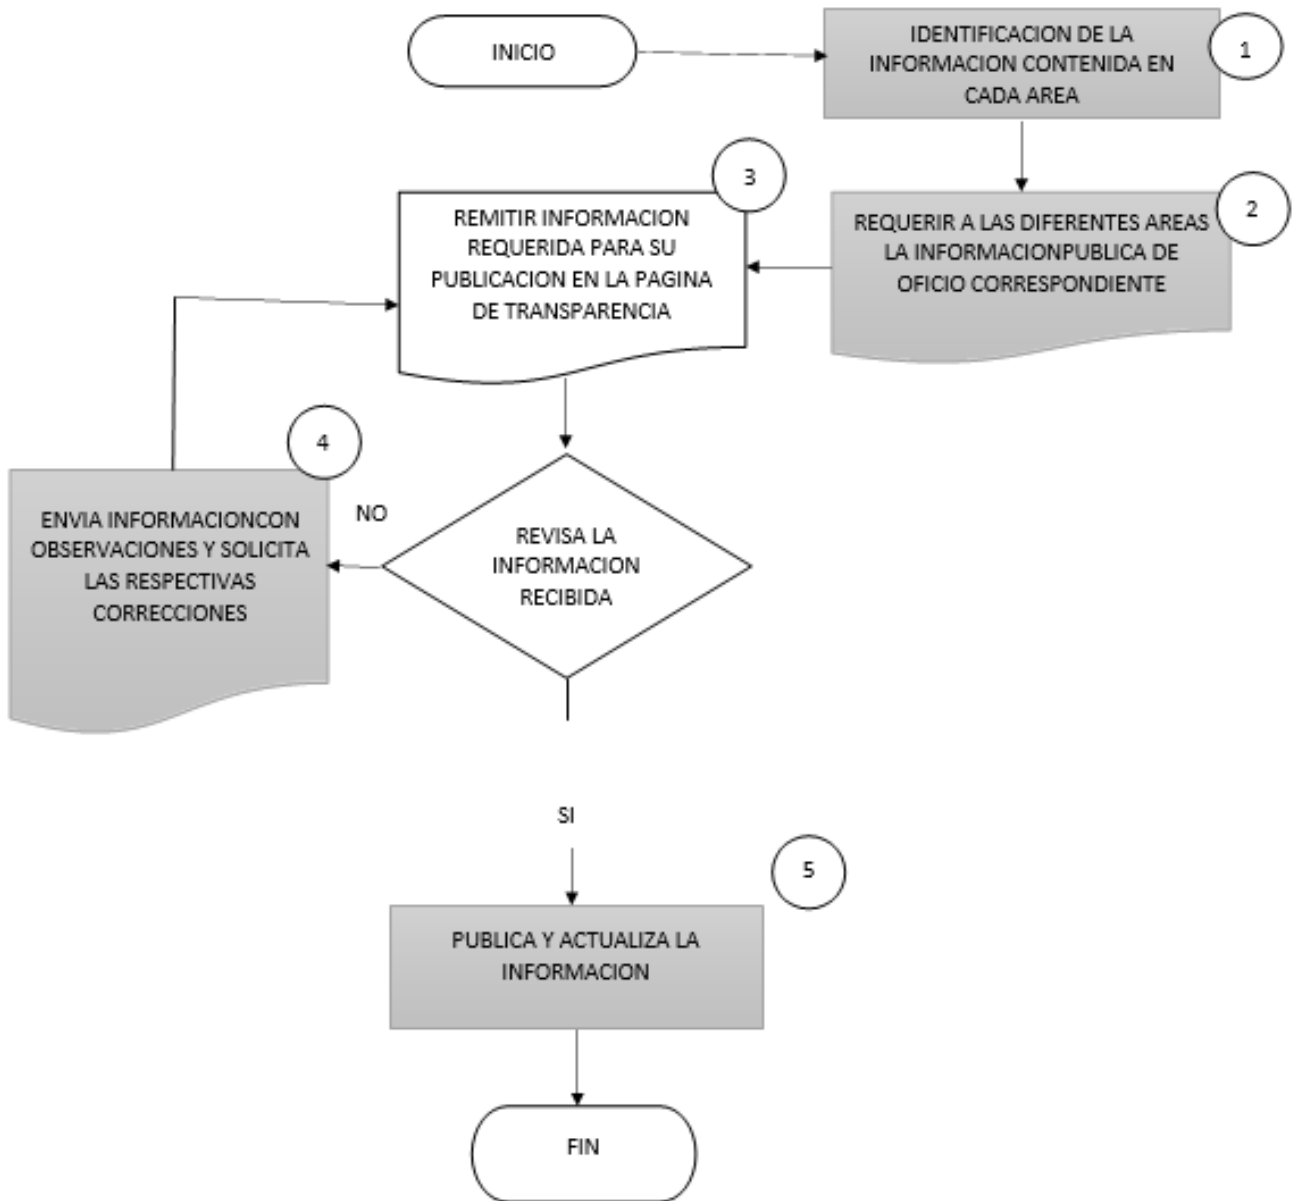 INICIO
IDENTIFICACION DE LA
INFORMACION CONTENIDA EN
CADA AREA
1
REQUERIR A LAS DIFERENTES AREAS
LA INFORMACIONPUBLICA DE
OFICIO CORRESPONDIENTE
2
REMITIR INFORMACION
REQUERIDA PARA SU
PUBLICACION EN LA PAGINA
DE TRANSPARENCIA
3
REVISA LA
INFORMACION
RECIBIDA
NO
ENVIA INFORMACIONCON
OBSERVACIONES Y SOLICITA
LAS RESPECTIVAS
CORRECCIONES
4
SI
PUBLICA Y ACTUALIZA LA
INFORMACION
5
FIN